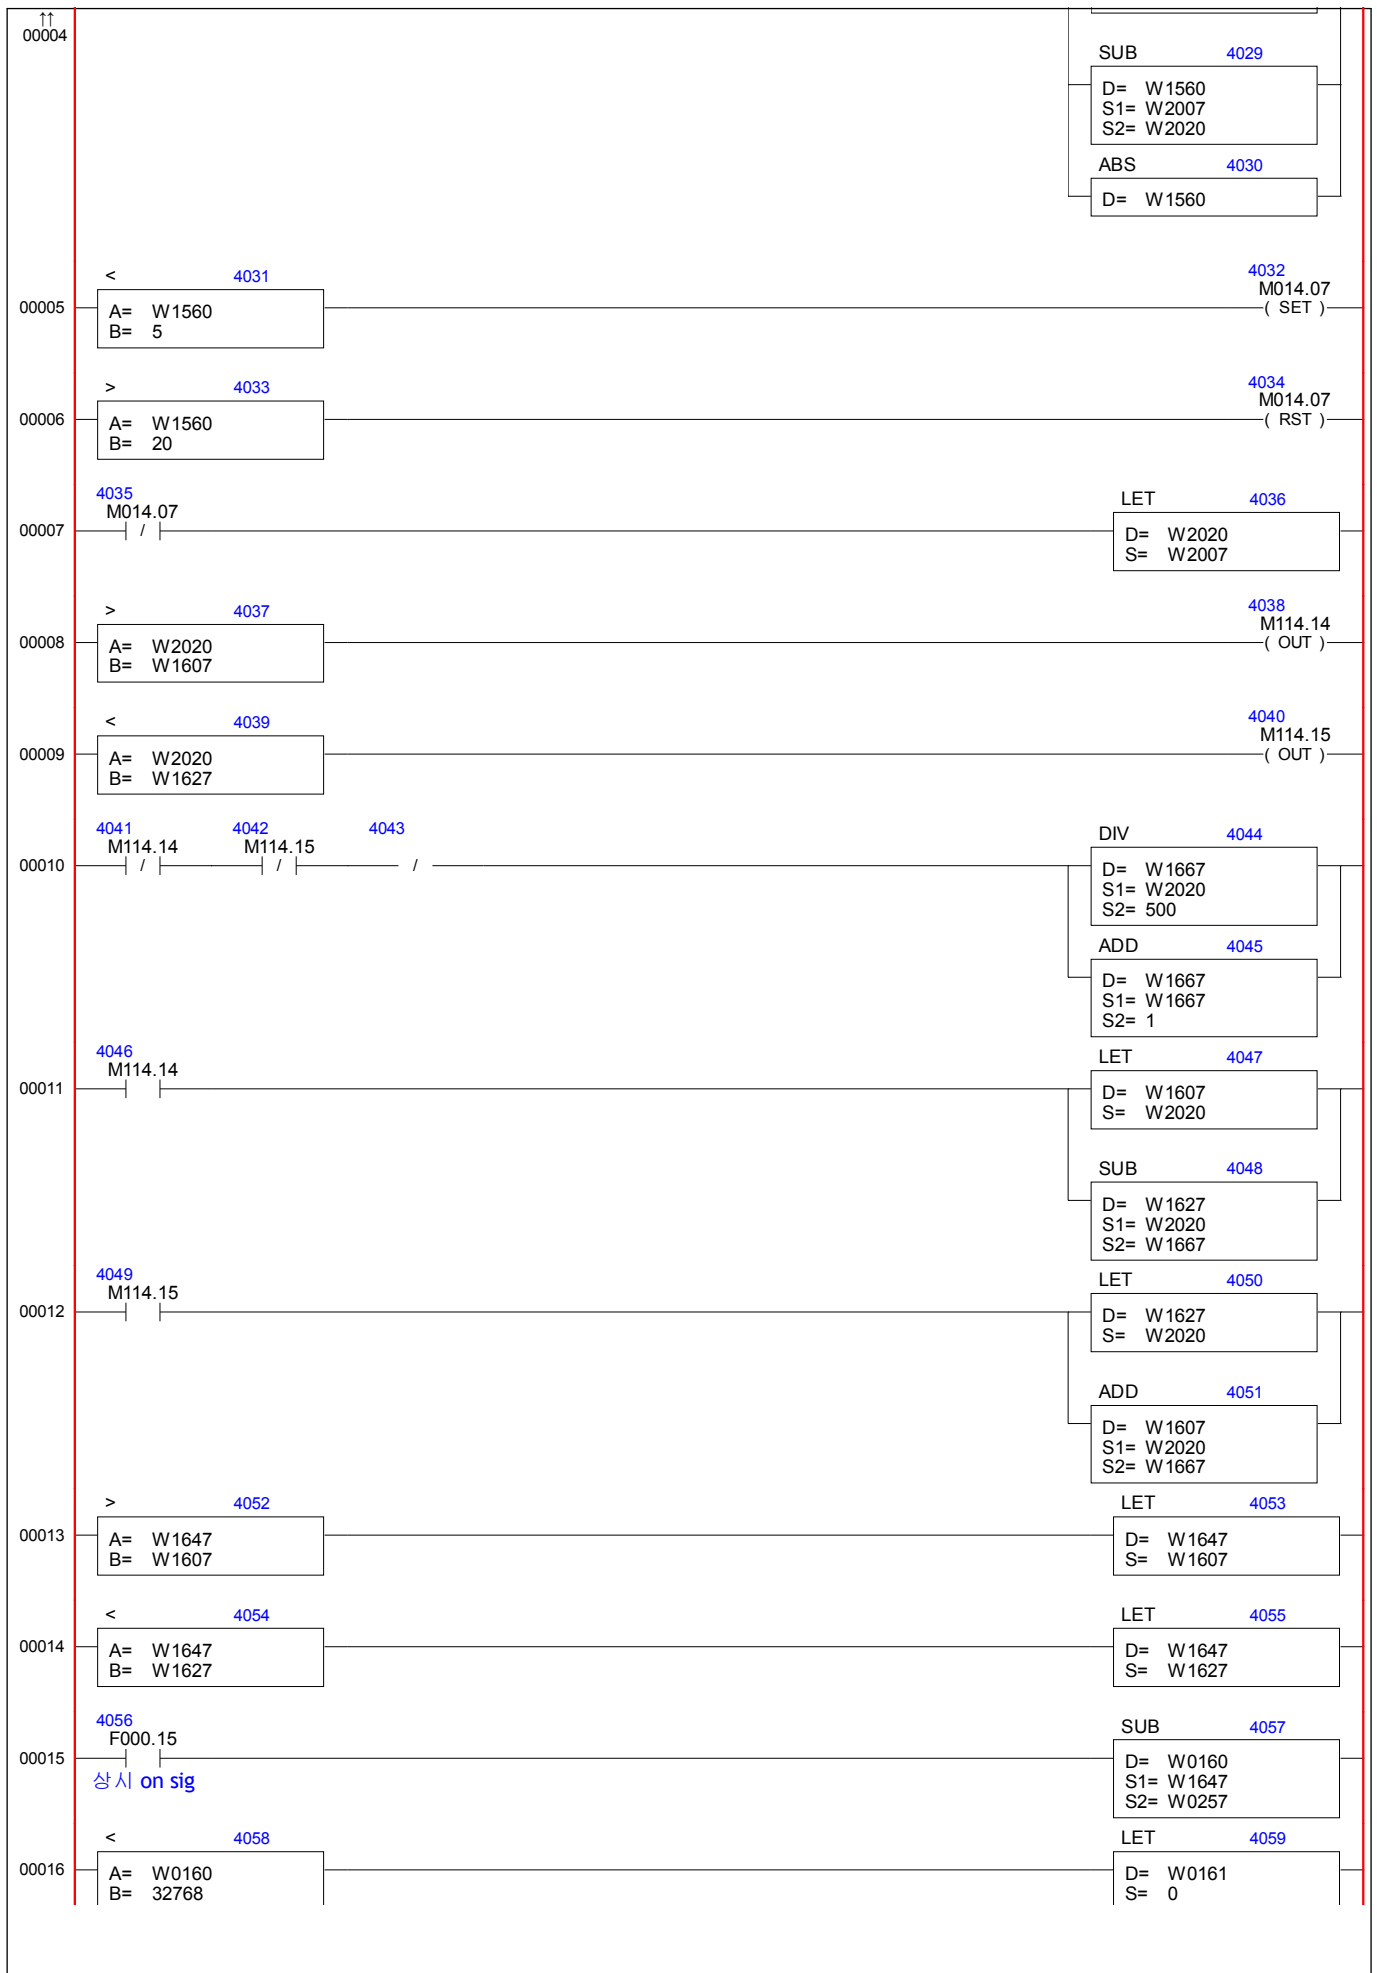 ↑↑
00004
SUB 4029
D= W1560
S1= W2007
S2= W2020
ABS 4030
D= W1560
< 4031
4032
M014.07
00005
A= W1560
B= 5
( SET )
> 4033
4034
M014.07
00006
A= W1560
B= 20
( RST )
4035
M014.07
00007
/
LET 4036
D= W2020
S= W2007
> 4037
4038
M114.14
00008
A= W2020
B= W1607
( OUT )
< 4039
4040
M114.15
00009
A= W2020
B= W1627
( OUT )
4041 4042 4043
M114.14 M114.15
00010
/ / /
DIV 4044
D= W1667
S1= W2020
S2= 500
ADD 4045
D= W1667
S1= W1667
S2= 1
4046
M114.14
00011
LET 4047
D= W1607
S= W2020
SUB 4048
D= W1627
S1= W2020
S2= W1667
4049
M114.15
00012
LET 4050
D= W1627
S= W2020
ADD 4051
D= W1607
S1= W2020
S2= W1667
> 4052
00013
A= W1647
B= W1607
LET 4053
D= W1647
S= W1607
< 4054
00014
A= W1647
B= W1627
LET 4055
D= W1647
S= W1627
4056
F000.15
00015
상시 on sig
SUB 4057
D= W0160
S1= W1647
S2= W0257
< 4058
00016
A= W0160
B= 32768
LET 4059
D= W0161
S= 0